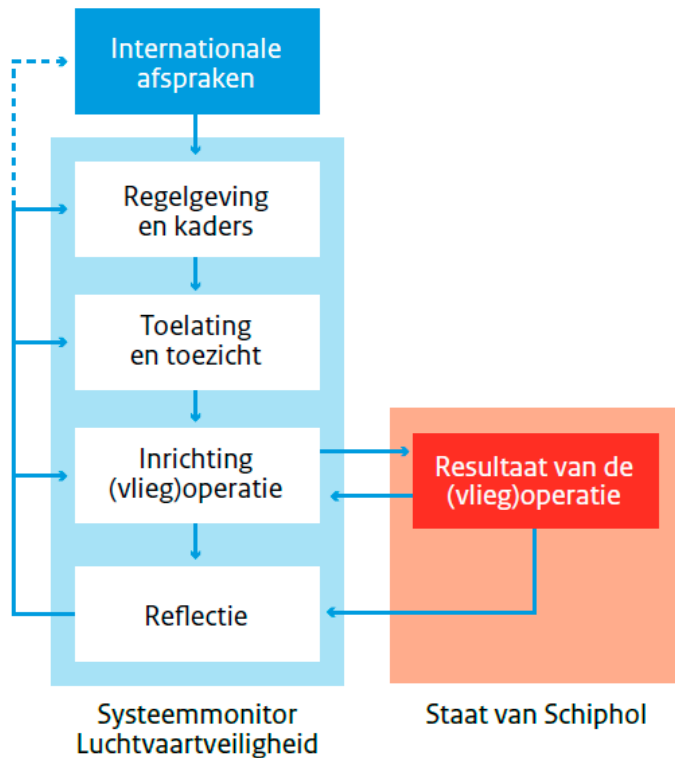 Internationale
afspraken
Regelgeving
en kaders
Toelating
en toezicht
Inrichting
(vlieg)operatie
Resultaat van de
(vlieg)operatie
Reflectie
Systeemmonitor
Luchtvaartveiligheid
Staat van Schiphol